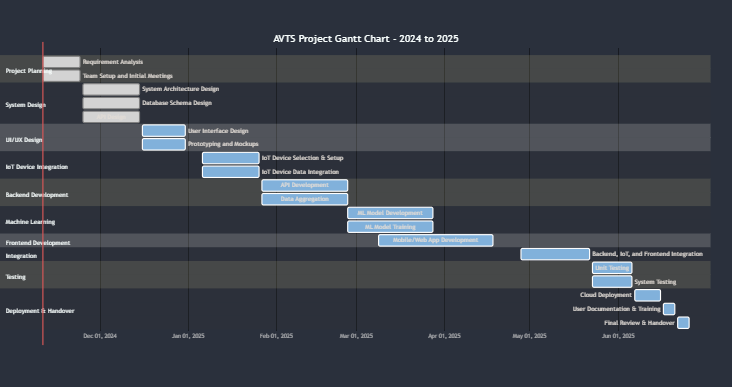 AVTS Project Gantt Chart - 2024 to 2025
Project Planning
Requirement Analysis
Team Setup and Initial Meetings
System Design
System Architecture Design
Database Schema Design
UI/UX Design
User Interface Design
Prototyping and Mockups
IoT Device Integration
IoT Device Selection & Setup
IoT Device Data Integration
Backend Development
API Development
Data Aggregation
Machine Learning
ML Model Development
ML Model Training
Frontend Development
Mobile/Web App Development
Integration
Backend, IoT, and Frontend Integration
Testing
Unit Testing
System Testing
Deployment & Handover
Cloud Deployment
User Documentation & Training
Final Review & Handover
Dec 01, 2024
Jan 01, 2025
Feb 01, 2025
Mar 01, 2025
Apr 01, 2025
May 01, 2025
Jun 01, 2025